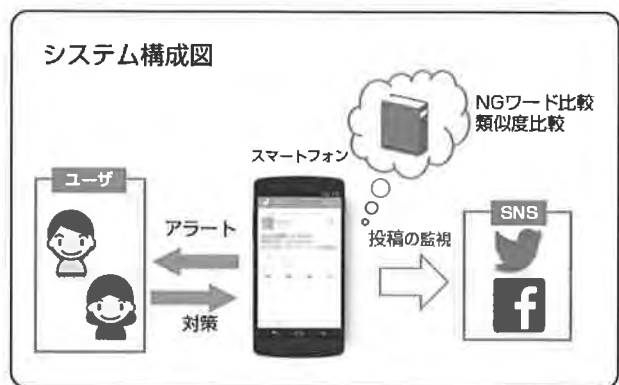 システム構成図
NGワード比較
類似度比較
スマートフォン
ユーザ
SNS
アラート
投稿の監視
対策